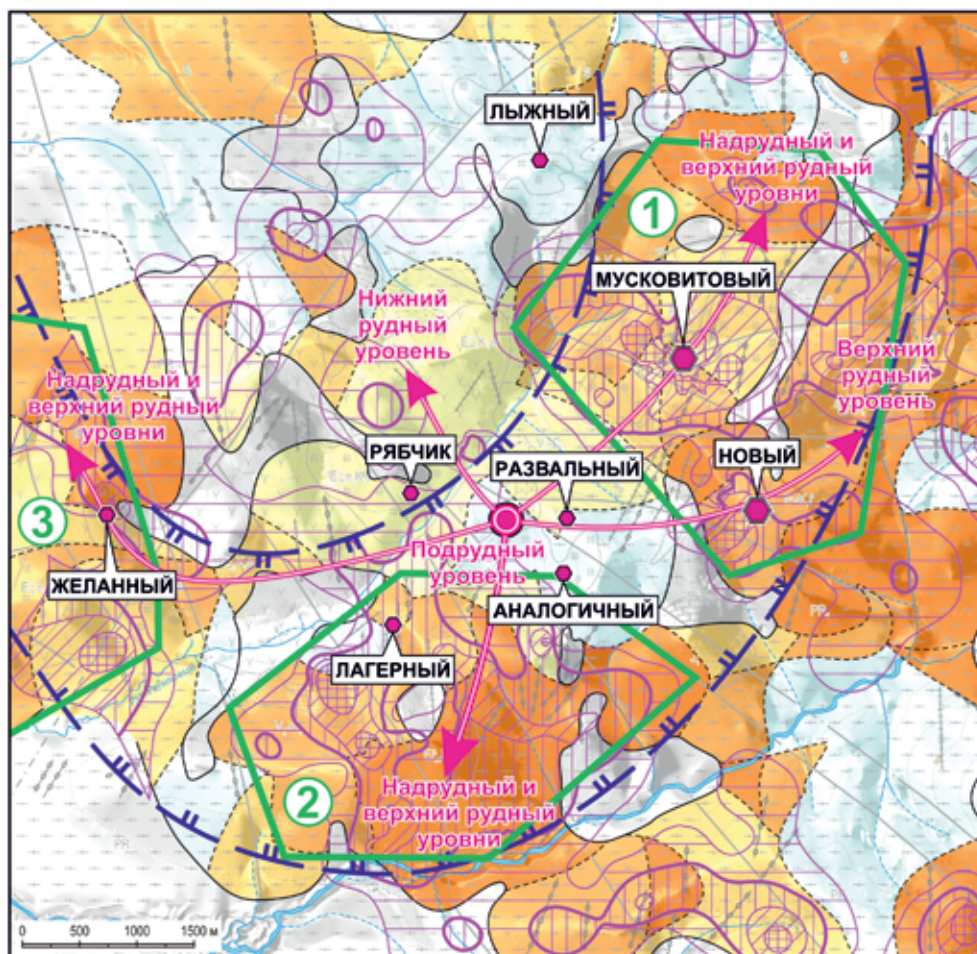 ЛЫЖНЫЙ
Надрудный и
верхний рудный
уровни
1
МУСКОВИТОВЫЙ
Нижний
рудный
уровень
Верхний
рудный
уровень
Надрудный и
верхний рудный
уровни
РЯБЧИК
РАЗВАЛЬНЫЙ
НОВЫЙ
3
Подрудный
уровень
ЖЕЛАННЫЙ
АНАЛОГИЧНЫЙ
ЛАГЕРНЫЙ
2
Надрудный и
верхний рудный
уровни
0 500 1000 1500 м